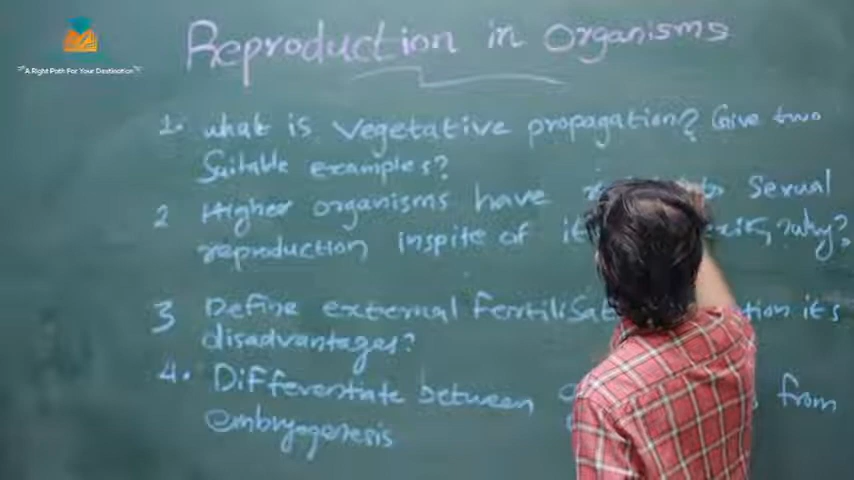 "A Right Path For Your Destination"
Reproduction in Organisms
1. what is vegetative propagation? Give two
Suitable examples?
2 Higher organisms have to Sexual
reproduction inspite of its why?
3 Define external Fertilisat its
disadvantages?
4. Differentiate between from
embryogenesis